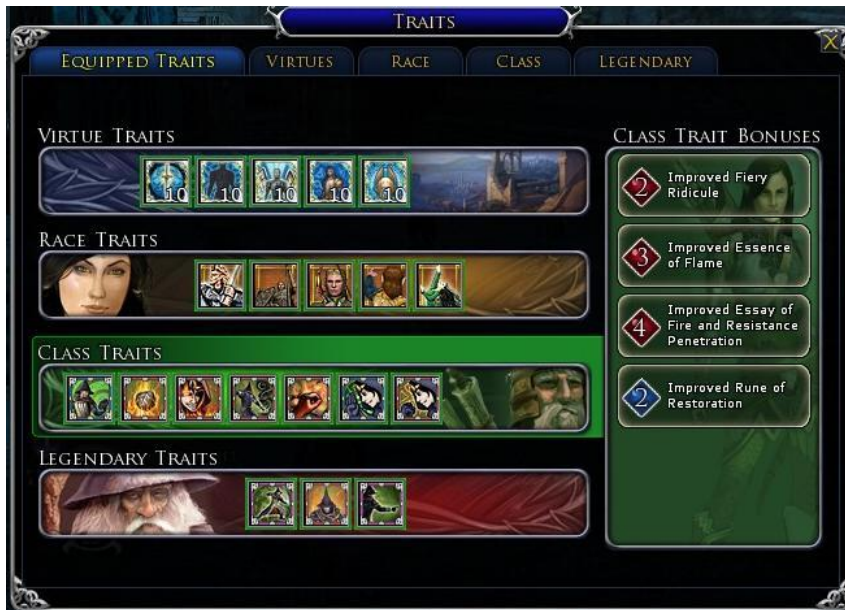 TRAITS
X
EQUIPPED TRAITS
VIRTUES
RACE
CLASS
LEGENDARY
VIRTUE TRAITS
10
10
10
10
10
RACE TRAITS
CLASS TRAITS
LEGENDARY TRAITS
CLASS TRAIT BONUSES
2
Improved Fiery
Ridicule
3
Improved Essence
of Flame
4
Improved Essay of
Fire and Resistance
Penetration
2
Improved Rune of
Restoration